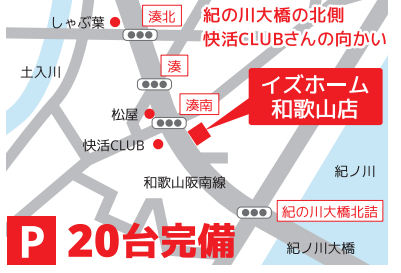 しゃぶ葉
湊北
紀の川大橋の北側
快活CLUBさんの向かい
土入川
湊
イズホーム
和歌山店
松屋
湊南
快活CLUB
紀ノ川
和歌山阪南線
紀の川大橋北詰
P 20台完備
紀ノ川大橋